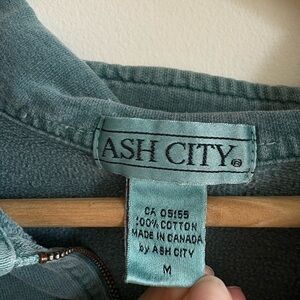 ASH CITY®
CA 05155
100% COTTON
MADE IN CANADA
by ASH CITY
M